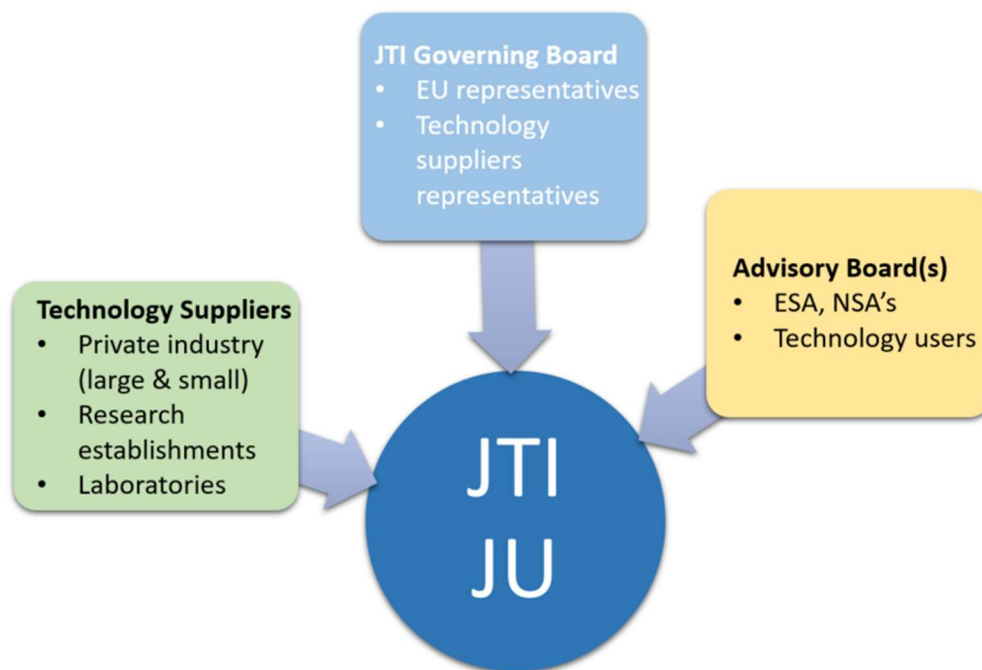 JTI Governing Board
• EU representatives
• Technology
suppliers
representatives
Advisory Board(s)
• ESA, NSA’s
• Technology users
Technology Suppliers
• Private industry
(large & small)
• Research
establishments
• Laboratories
JTI
JU